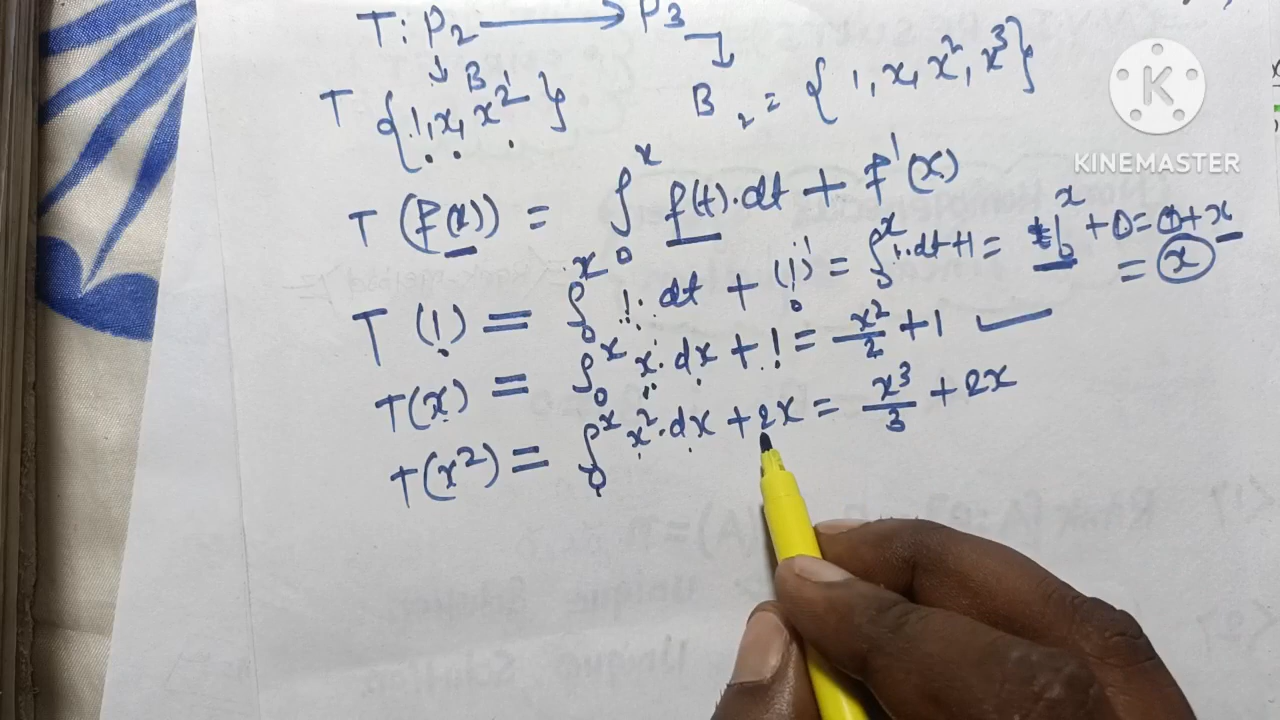 T : P₂ ⟶ P₃
↓ B
T {1, x, x²} B₂ = {1, x, x², x³}
K
KINEMASTER
T (f(x)) = ∫₀ˣ f(t)·dt + f'(x)
T (1) = ∫₀ˣ 1·dt + (1)' = ∫₀ˣ 1·dt + 1 = t|₀ˣ + 0 = 0 + x
= x
T(x) = ∫₀ˣ x·dx + 1 = x²/2 + 1
T(x²) = ∫₀ˣ x²·dx + 2x = x³/3 + 2x